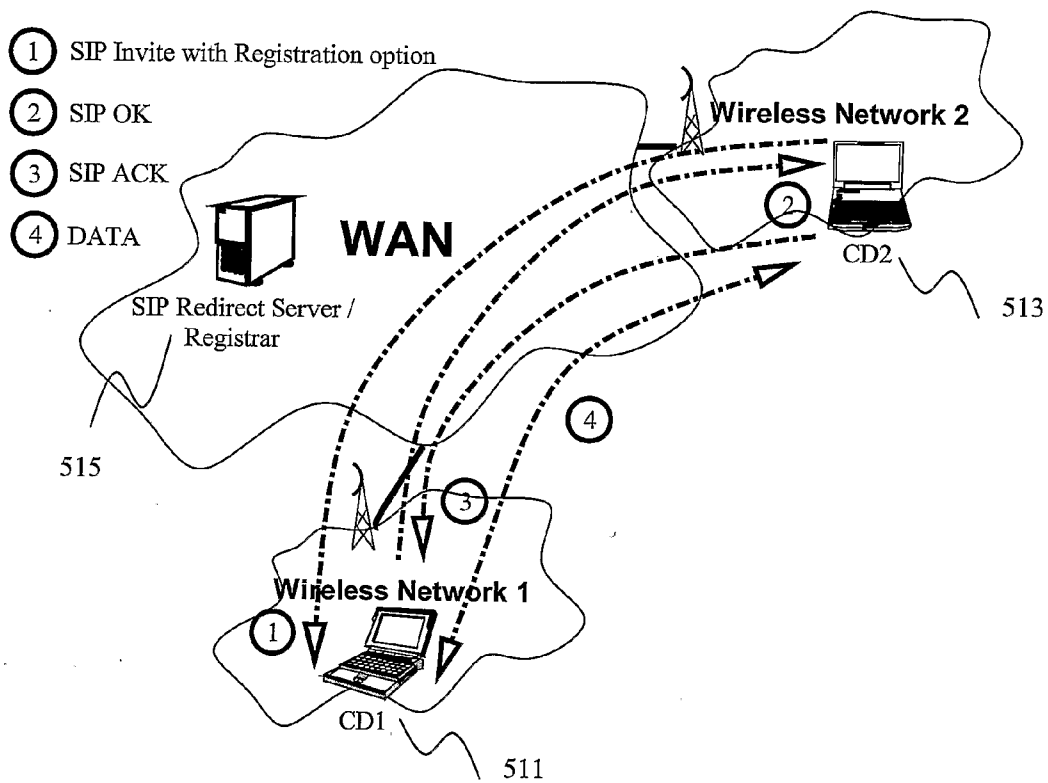 1 SIP Invite with Registration option
2 SIP OK
3 SIP ACK
4 DATA
Wireless Network 2
WAN
2
CD2
513
SIP Redirect Server /
Registrar
4
515
3
Wireless Network 1
1
CD1
511